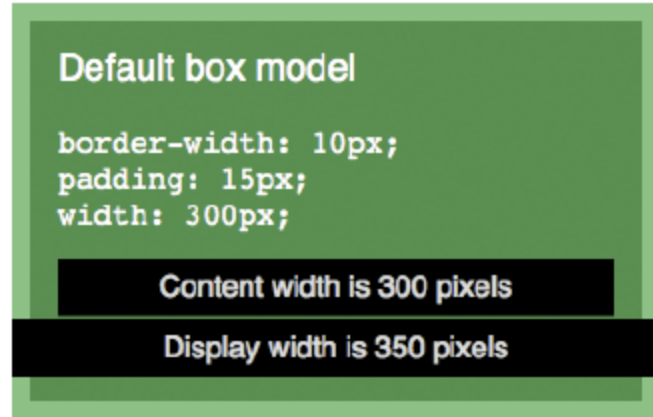 Default box model
border-width: 10px;
padding: 15px;
width: 300px;
Content width is 300 pixels
Display width is 350 pixels